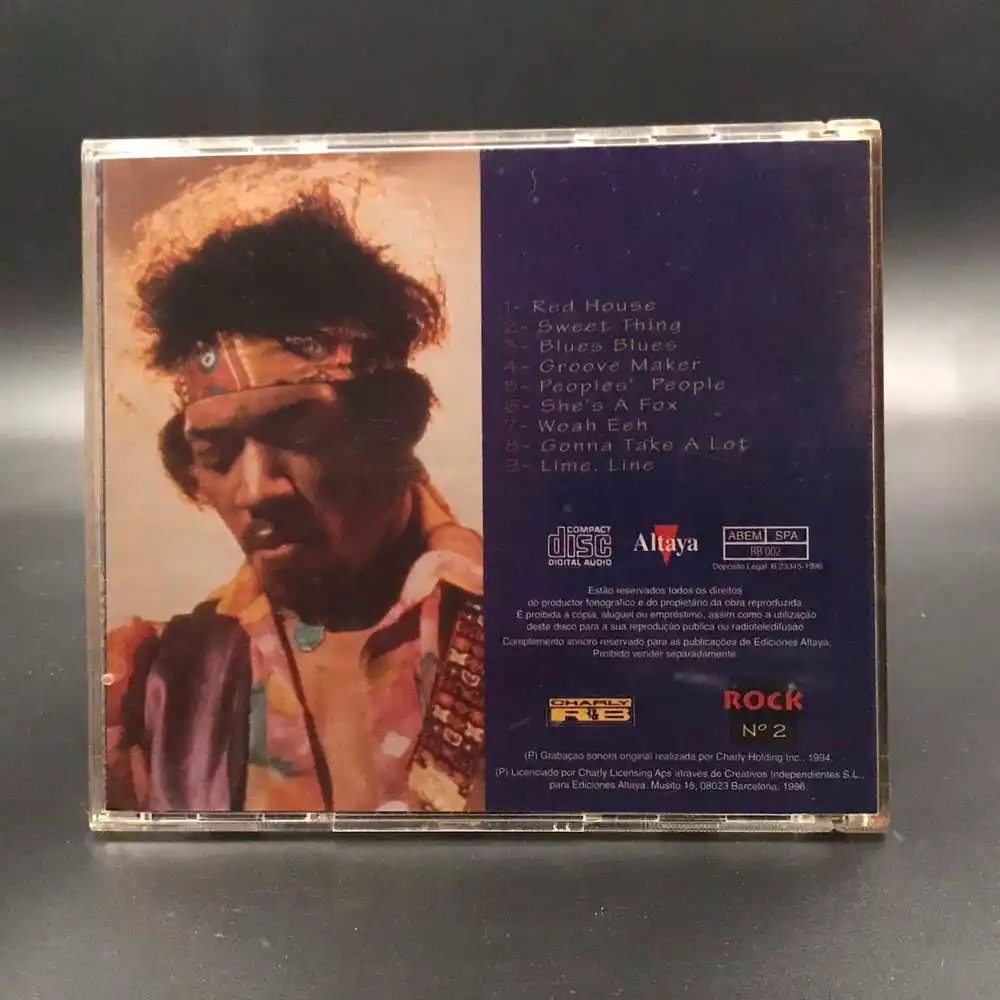 1- Red House
2- Sweet Thing
3- Blues Blues
4- Groove Maker
5- Peoples' People
6- She's A Fox
7- Woah Eeh
8- Gonna Take A Lot
9- Lime, Line
COMPACT
disc
DIGITAL AUDIO
Altaya
ABEM SPA
BB 002
Deposito Legal: B 23345-1996
Estão reservados todos os direitos
do productor fonográfico e do propietário da obra reproduzida.
É proibida a cópia, aluguel ou empréstimo, assim como a utilização
deste disco para a sua reprodução pública ou radioteledifusão
Complemento sonoro reservado para as publicações de Ediciones Altaya.
Proibido vender separadamente.
CHARLY
R&B
ROCK
Nº 2
(P) Grabaçao sonora original realizada por Charly Holding Inc., 1994.
(P) Licenciado por Charly Licensing Aps através de Creativos Independientes S.L.,
para Ediciones Altaya. Musito 15, 08023 Barcelona, 1996.